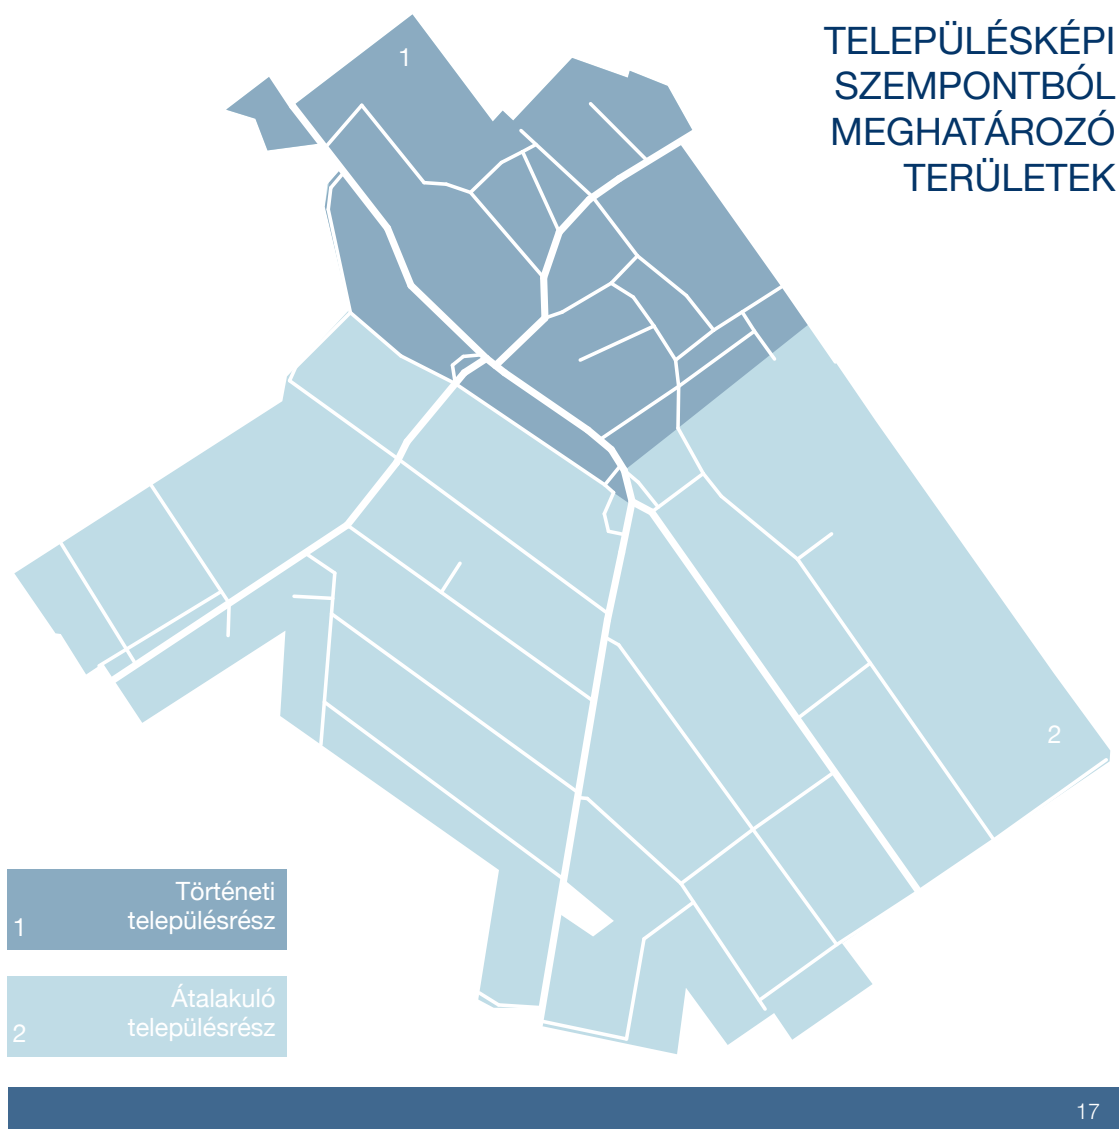 TELEPÜLÉSKÉPI
SZEMPONTBÓL
MEGHATÁROZÓ
TERÜLETEK
1
2
Történeti
településrész
1
Átalakuló
településrész
2
17